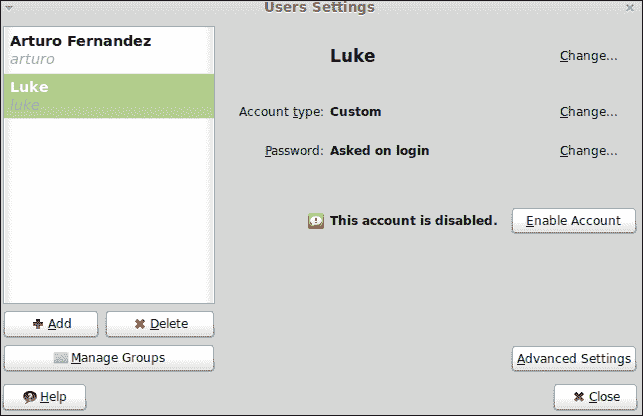 Users Settings
Arturo Fernandez
arturo
Luke
luke
Luke
Change...
Account type: Custom
Change...
Password: Asked on login
Change...
This account is disabled.
Enable Account
Add
Delete
Manage Groups
Advanced Settings
Help
Close